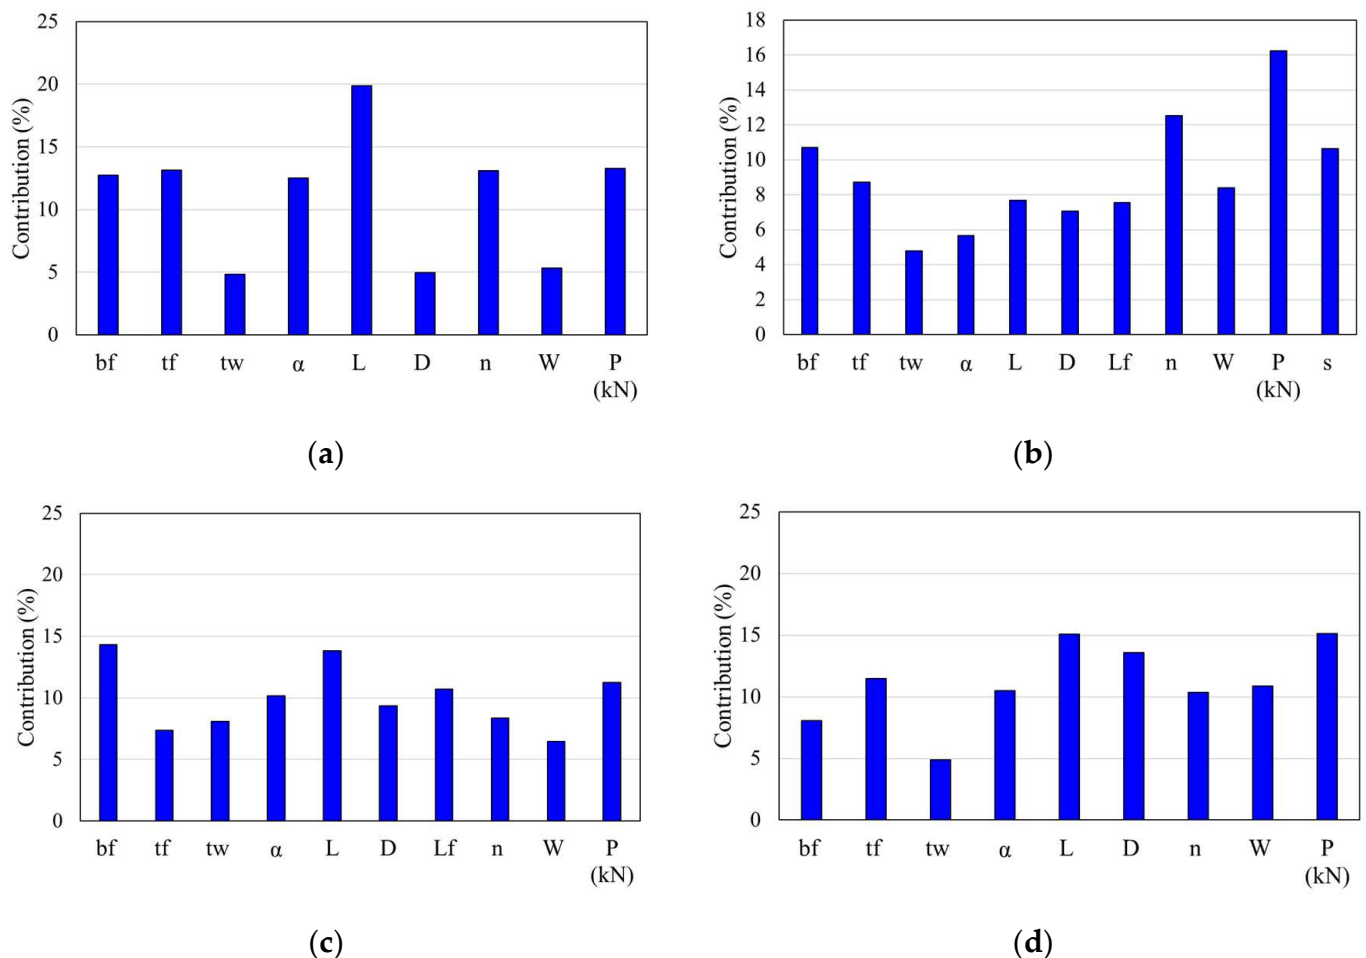 Contribution (%)
25
20
15
10
5
0
bf tf tw α L D n W P
(kN)
(a)
Contribution (%)
18
16
14
12
10
8
6
4
2
0
bf tf tw α L D Lf n W P s
(kN)
(b)
Contribution (%)
25
20
15
10
5
0
bf tf tw α L D Lf n W P
(kN)
(c)
Contribution (%)
25
20
15
10
5
0
bf tf tw α L D n W P
(kN)
(d)